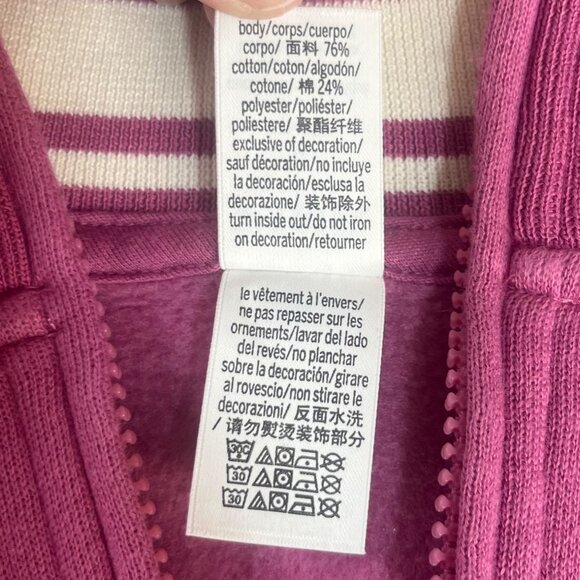 body/corps/cuerpo/
corpo/ 面料 76%
cotton/coton/algodón/
cotone/ 棉 24%
polyester/poliéster/
poliestere/ 聚酯纤维
exclusive of decoration/
sauf décoration/no incluye
la decoración/esclusa la
decorazione/ 装饰除外
turn inside out/do not iron
on decoration/retourner
le vêtement à l'envers/
ne pas repasser sur les
ornements/lavar del lado
del revés/no planchar
sobre la decoración/girare
al rovescio/non stirare le
decorazioni/ 反面水洗
/ 请勿熨烫装饰部分
30C
30
30